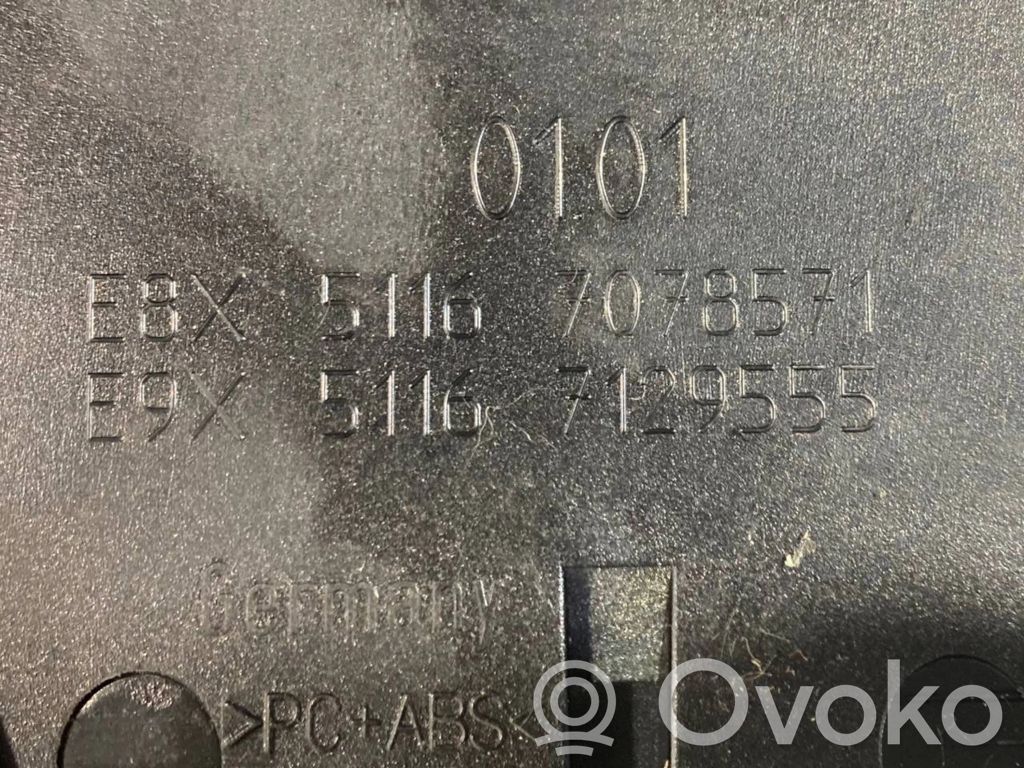 0101
E8X 5116 7078571
E9X 5116 7129555
Germany
>PC+ABS<
Ovoko